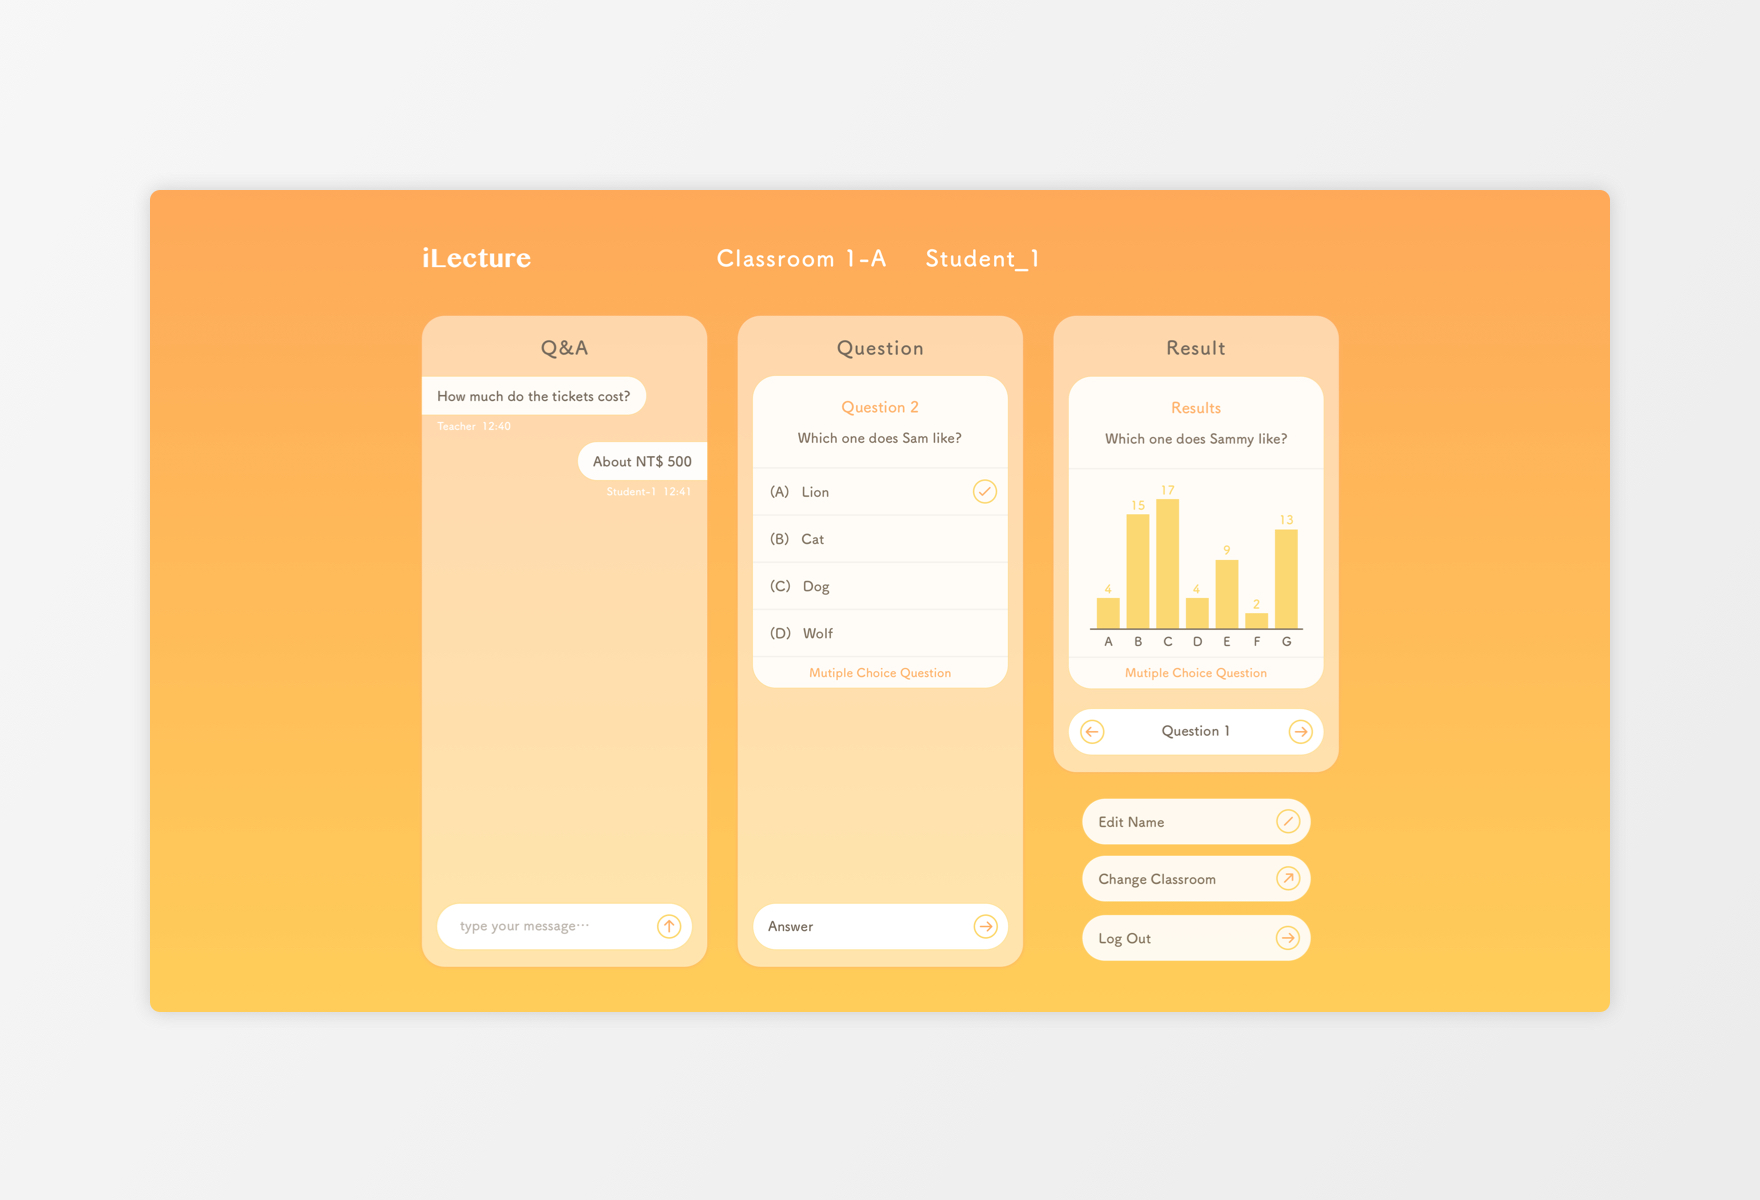 iLecture
Classroom 1-A
Student_1
Q&A
How much do the tickets cost?
Teacher 12:40
About NT$ 500
Student-1 12:41
type your message…
Question
Question 2
Which one does Sam like?
(A) Lion
(B) Cat
(C) Dog
(D) Wolf
Mutiple Choice Question
Answer
Result
Results
Which one does Sammy like?
4 15 17 4 9 2 13
A B C D E F G
Mutiple Choice Question
Question 1
Edit Name
Change Classroom
Log Out